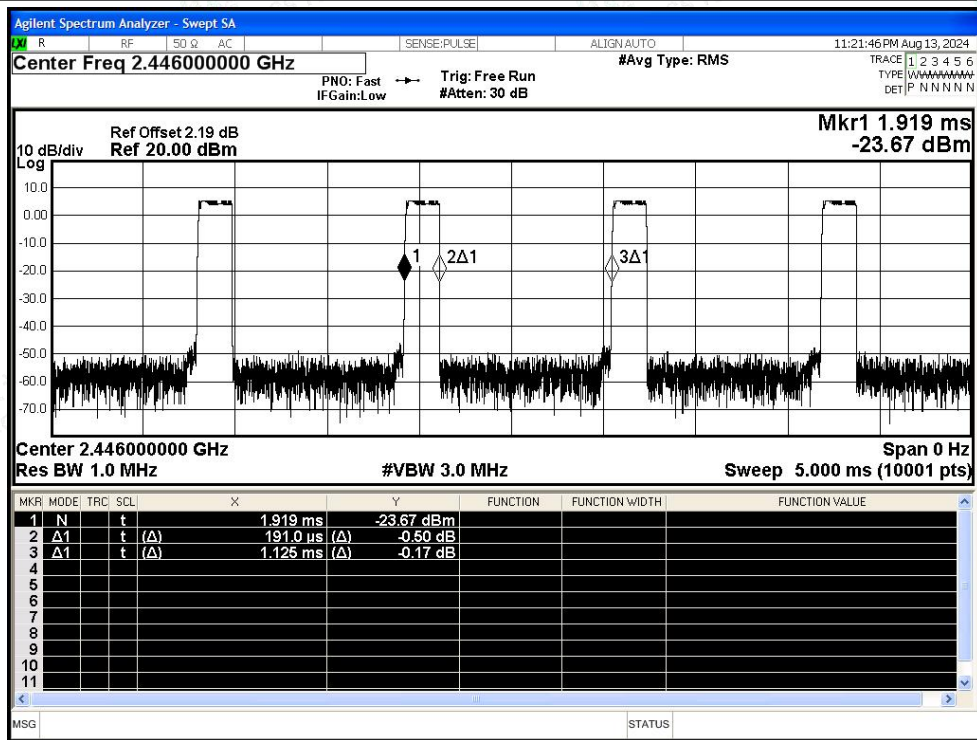 Agilent Spectrum Analyzer - Swept SA
LXI R RF 50 Ω AC SENSE:PULSE ALIGN AUTO 11:21:46 PM Aug 13, 2024
Center Freq 2.446000000 GHz #Avg Type: RMS TRACE 1 2 3 4 5 6
PNO: Fast Trig: Free Run TYPE
IFGain:Low #Atten: 30 dB DET P N N N N N
Mkr1 1.919 ms
-23.67 dBm
Ref Offset 2.19 dB
10 dB/div Ref 20.00 dBm
Log
10.0
0.00
-10.0
1 2Δ1 3Δ1
-20.0
-30.0
-40.0
-50.0
-60.0
-70.0
Center 2.446000000 GHz Span 0 Hz
Res BW 1.0 MHz #VBW 3.0 MHz Sweep 5.000 ms (10001 pts)
MKR MODE TRC SCL X Y FUNCTION FUNCTION WIDTH FUNCTION VALUE
1 N t 1.919 ms -23.67 dBm
2 Δ1 t (Δ) 191.0 µs (Δ) -0.50 dB
3 Δ1 t (Δ) 1.125 ms (Δ) -0.17 dB
4
5
6
7
8
9
10
11
MSG STATUS